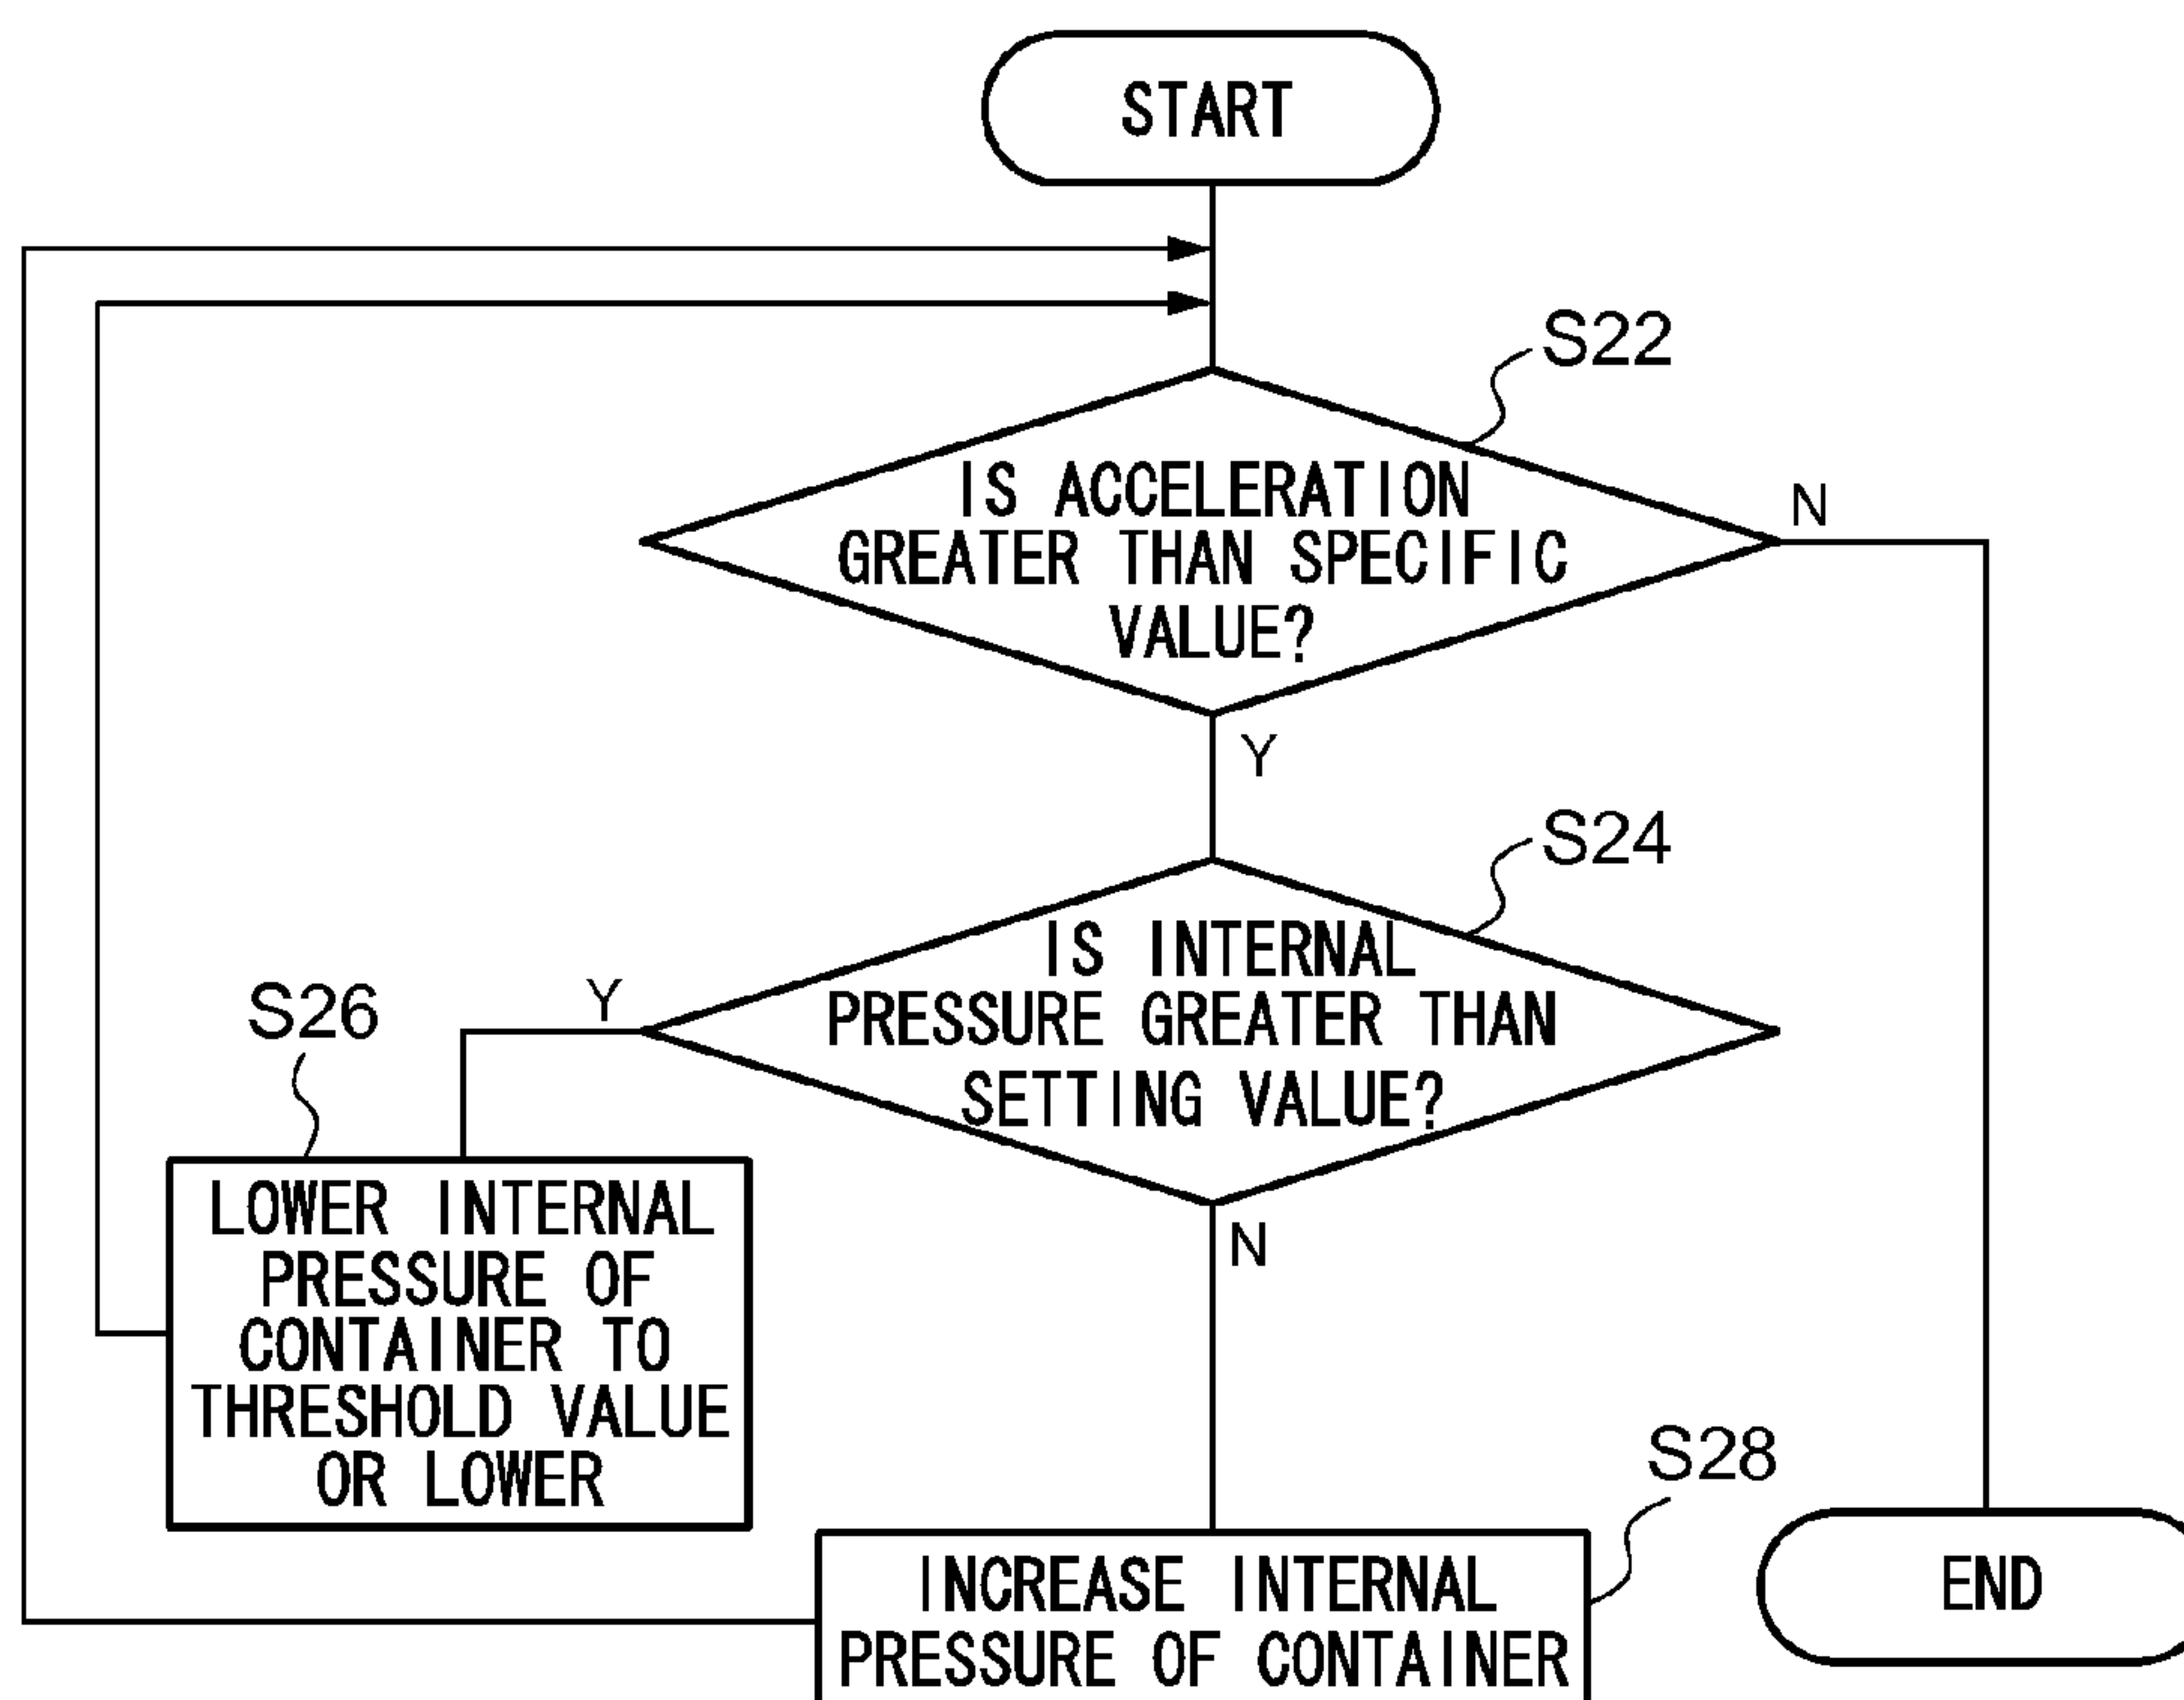 START
S22
IS ACCELERATION
GREATER THAN SPECIFIC
VALUE?
N
Y
S24
IS INTERNAL
PRESSURE GREATER THAN
SETTING VALUE?
Y
N
S26
LOWER INTERNAL
PRESSURE OF
CONTAINER TO
THRESHOLD VALUE
OR LOWER
S28
INCREASE INTERNAL
PRESSURE OF CONTAINER
END